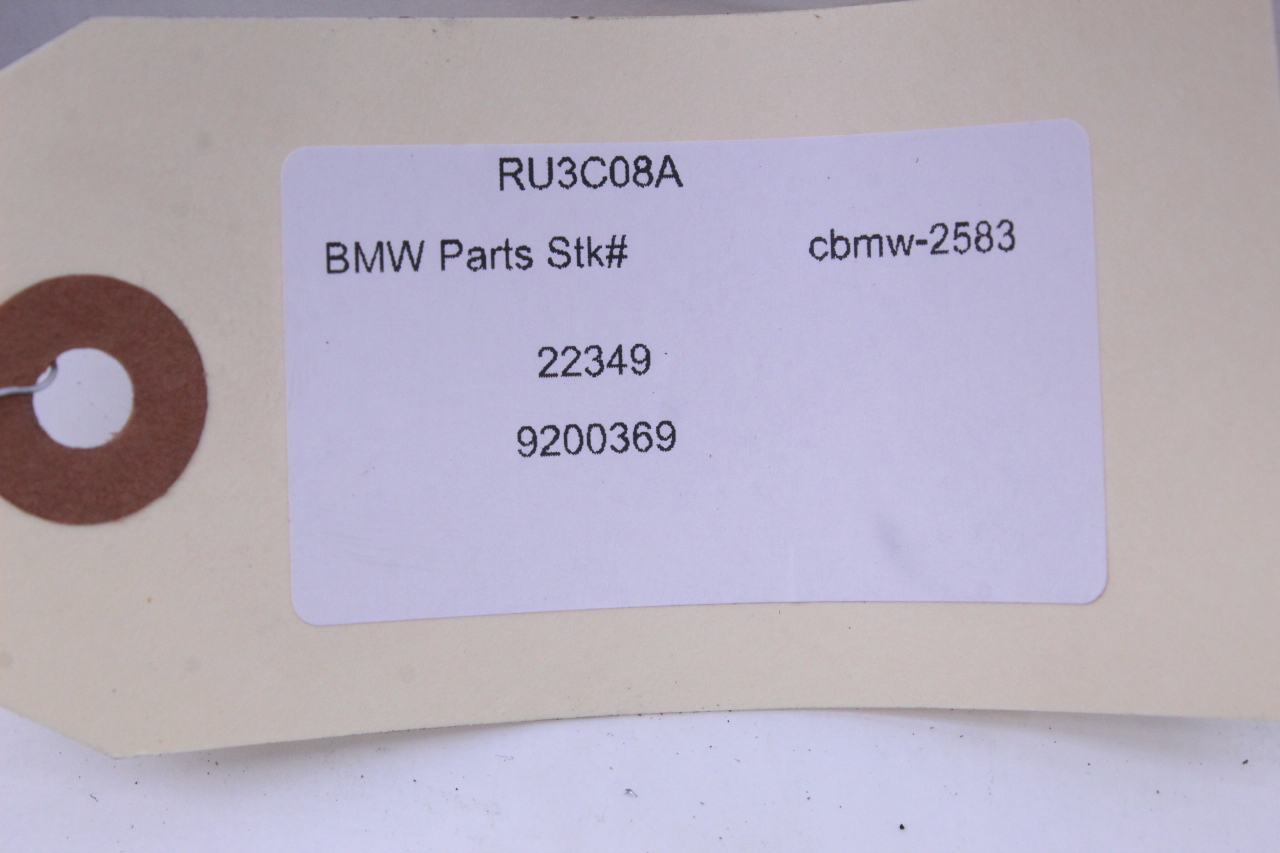 RU3C08A
BMW Parts Stk# cbmw-2583
22349
9200369